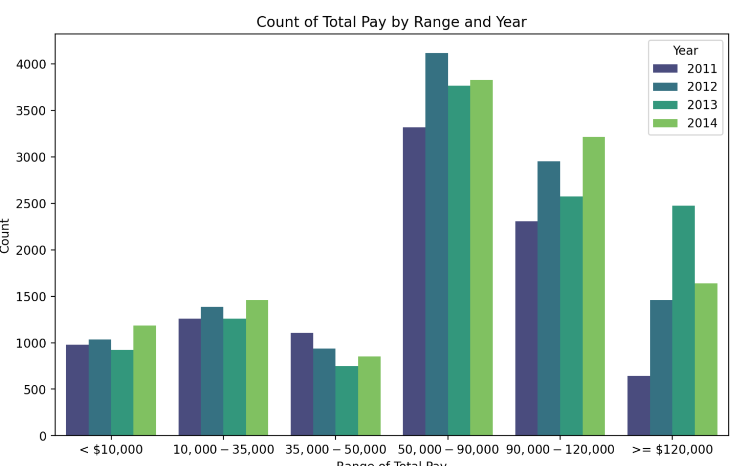 Count of Total Pay by Range and Year
Year
2011
2012
2013
2014
Count
4000
3500
3000
2500
2000
1500
1000
500
0
< $10,000 10,000 − 35,000 35,000 − 50,000 50,000 − 90,000 90,000 − 120,000 >= $120,000
Range of Total Pay